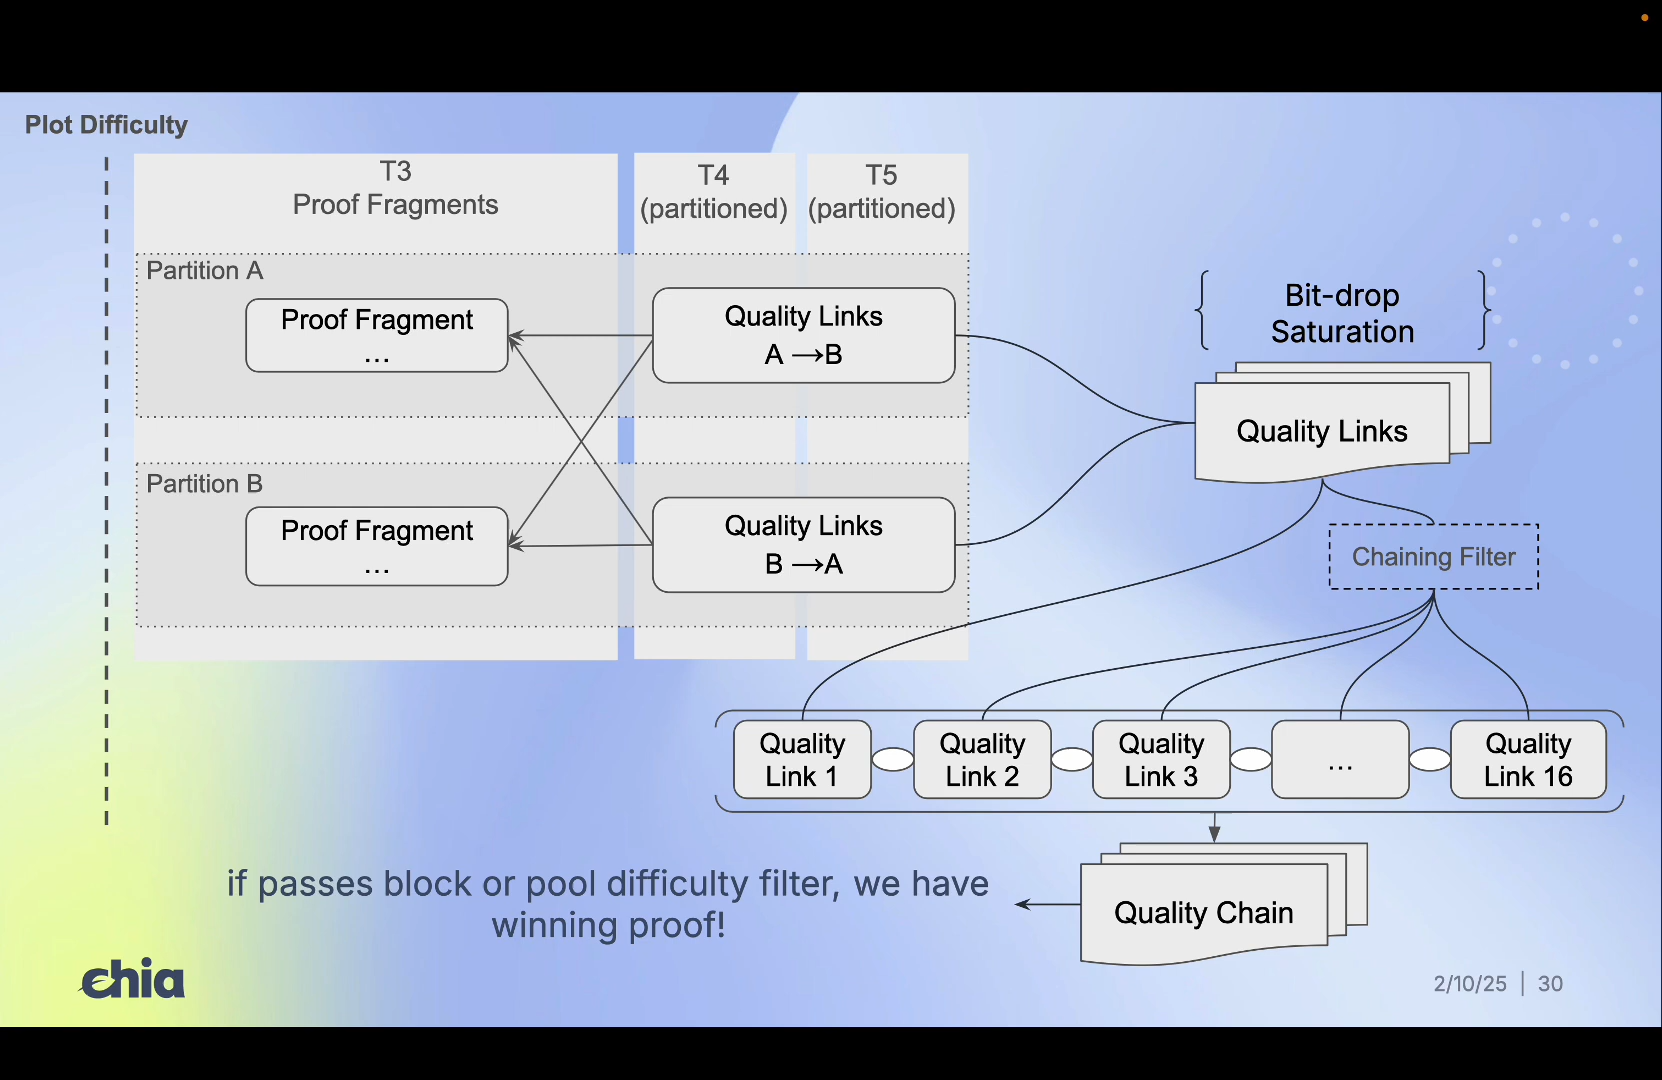 Plot Difficulty
T3
Proof Fragments
T4
(partitioned)
T5
(partitioned)
Partition A
Proof Fragment
...
Quality Links
A →B
Partition B
Proof Fragment
...
Quality Links
B →A
Bit-drop
Saturation
Quality Links
Chaining Filter
Quality
Link 1
Quality
Link 2
Quality
Link 3
...
Quality
Link 16
Quality Chain
if passes block or pool difficulty filter, we have
winning proof!
chia
2/10/25 | 30